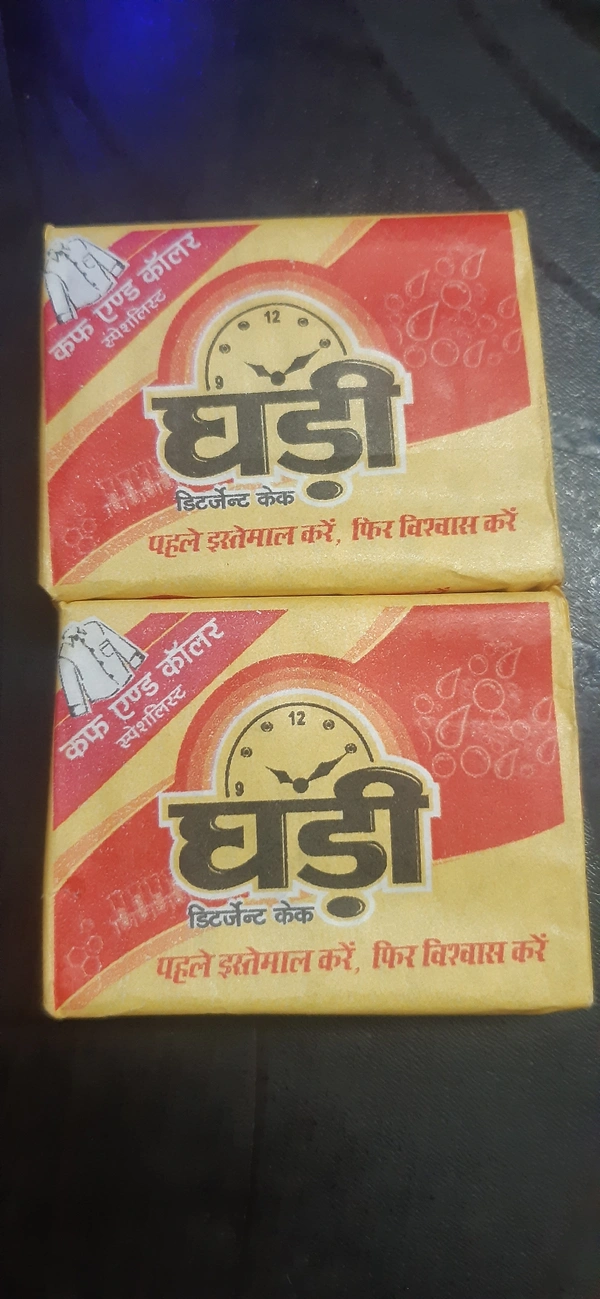 कफ एण्ड कॉलर
स्पेशलिस्ट
12
9
घड़ी
डिटर्जेन्ट केक
पहले इस्तेमाल करें, फिर विश्वास करें
कफ एण्ड कॉलर
स्पेशलिस्ट
12
9
घड़ी
डिटर्जेन्ट केक
पहले इस्तेमाल करें, फिर विश्वास करें